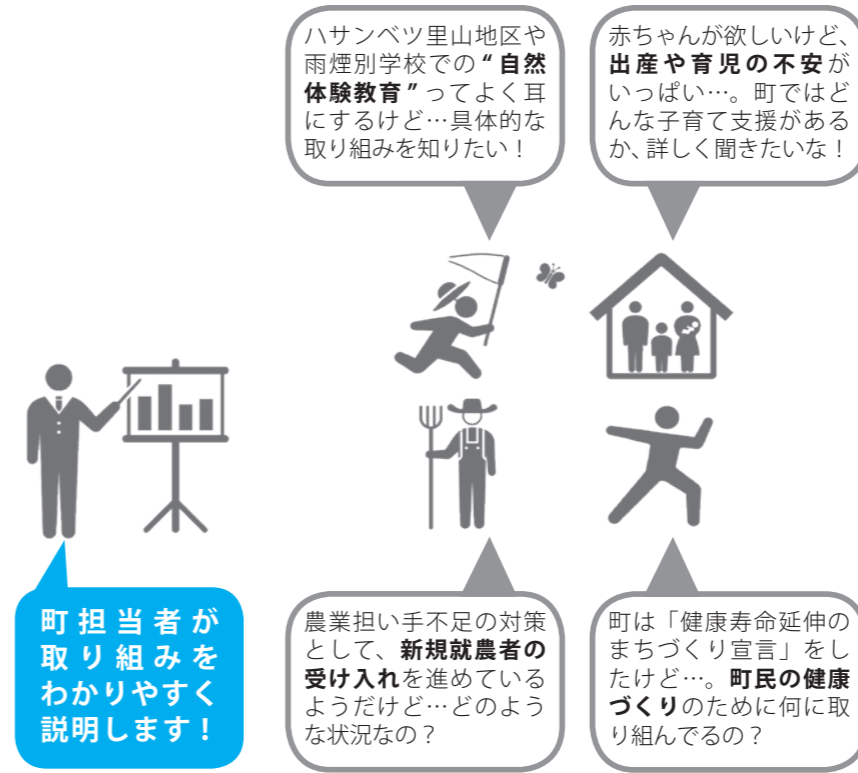 ハサンベツ里山地区や
雨煙別学校での“自然
体験教育”ってよく耳
にするけど…具体的な
取り組みを知りたい！
赤ちゃんが欲しいけど、
出産や育児の不安が
いっぱい…。町ではど
んな子育て支援がある
か、詳しく聞きたいな！
町担当者が
取り組みを
わかりやすく
説明します！
農業担い手不足の対策
として、新規就農者の
受け入れを進めている
ようだけど…どのよう
な状況なの？
町は「健康寿命延伸の
まちづくり宣言」をし
たけど…。町民の健康
づくりのために何に取
り組んでるの？